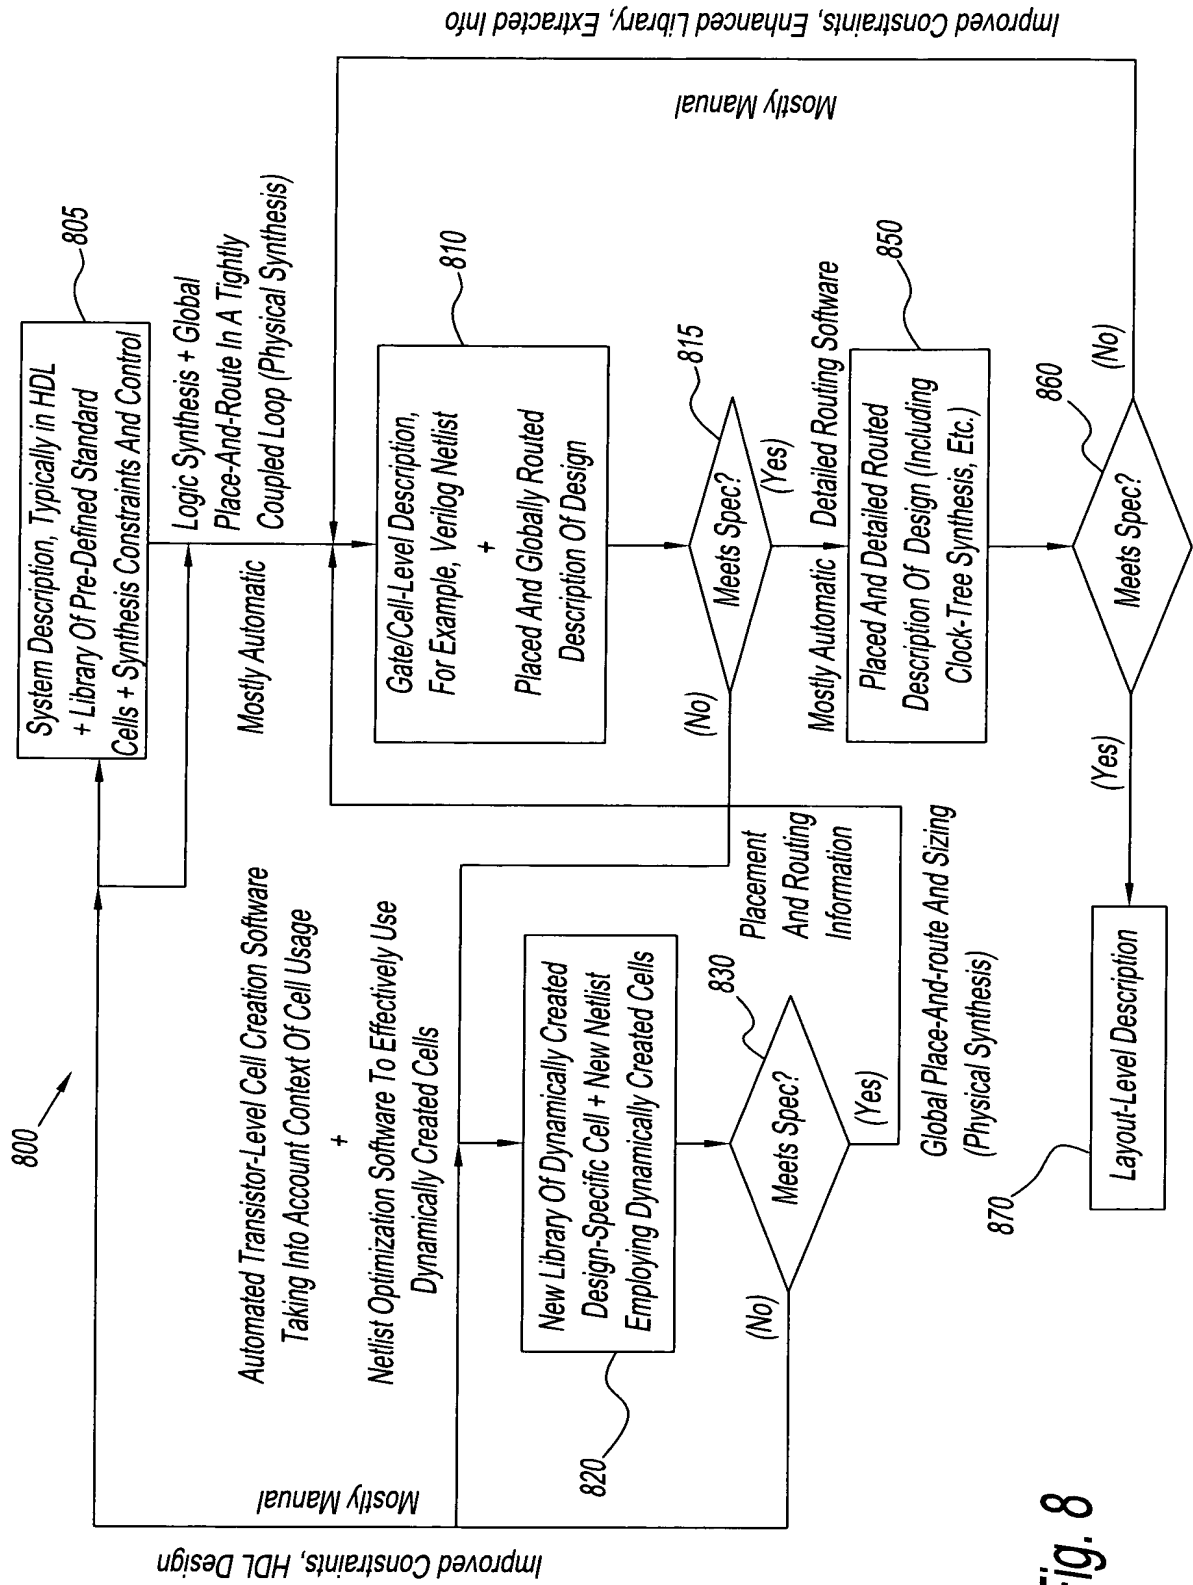 800
System Description, Typically in HDL
+ Library Of Pre-Defined Standard
Cells + Synthesis Constraints And Control
805
Logic Synthesis + Global
Place-And-Route In A Tightly
Coupled Loop (Physical Synthesis)
Mostly Automatic
Gate/Cell-Level Description,
For Example, Verilog Netlist
+
Placed And Globally Routed
Description Of Design
810
Meets Spec?
815
(No)
(Yes)
Mostly Automatic
Detailed Routing Software
Placed And Detailed Routed
Description Of Design (Including
Clock-Tree Synthesis, Etc.)
850
Meets Spec?
860
(No)
(Yes)
Mostly Manual
Improved Constraints, Enhanced Library, Extracted Info
Layout-Level Description
870
Automated Transistor-Level Cell Creation Software
Taking Into Account Context Of Cell Usage
+
Netlist Optimization Software To Effectively Use
Dynamically Created Cells
New Library Of Dynamically Created
Design-Specific Cell + New Netlist
Employing Dynamically Created Cells
820
Meets Spec?
830
(No)
(Yes)
Placement
And Routing
Information
Global Place-And-route And Sizing
(Physical Synthesis)
Mostly Manual
Improved Constraints, HDL Design
Fig. 8